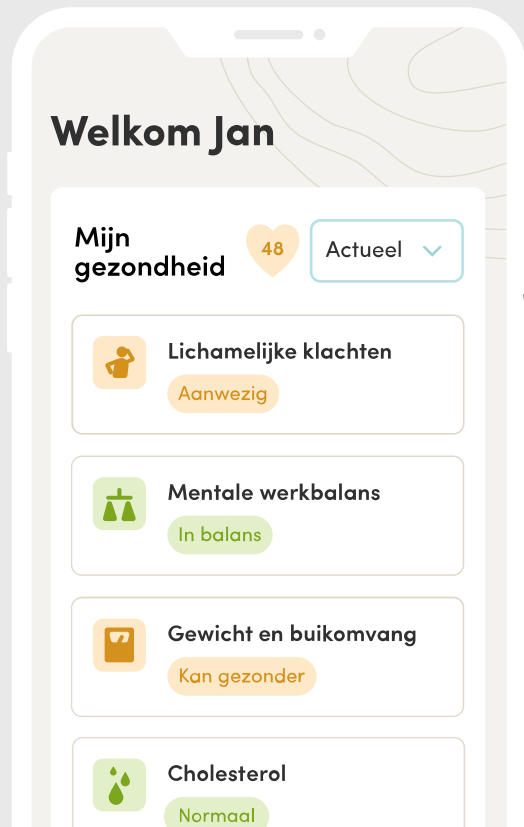 Welkom Jan
Mijn
gezondheid
48
Actueel
Lichamelijke klachten
Aanwezig
Mentale werkbalans
In balans
Gewicht en buikomvang
Kan gezonder
Cholesterol
Normaal